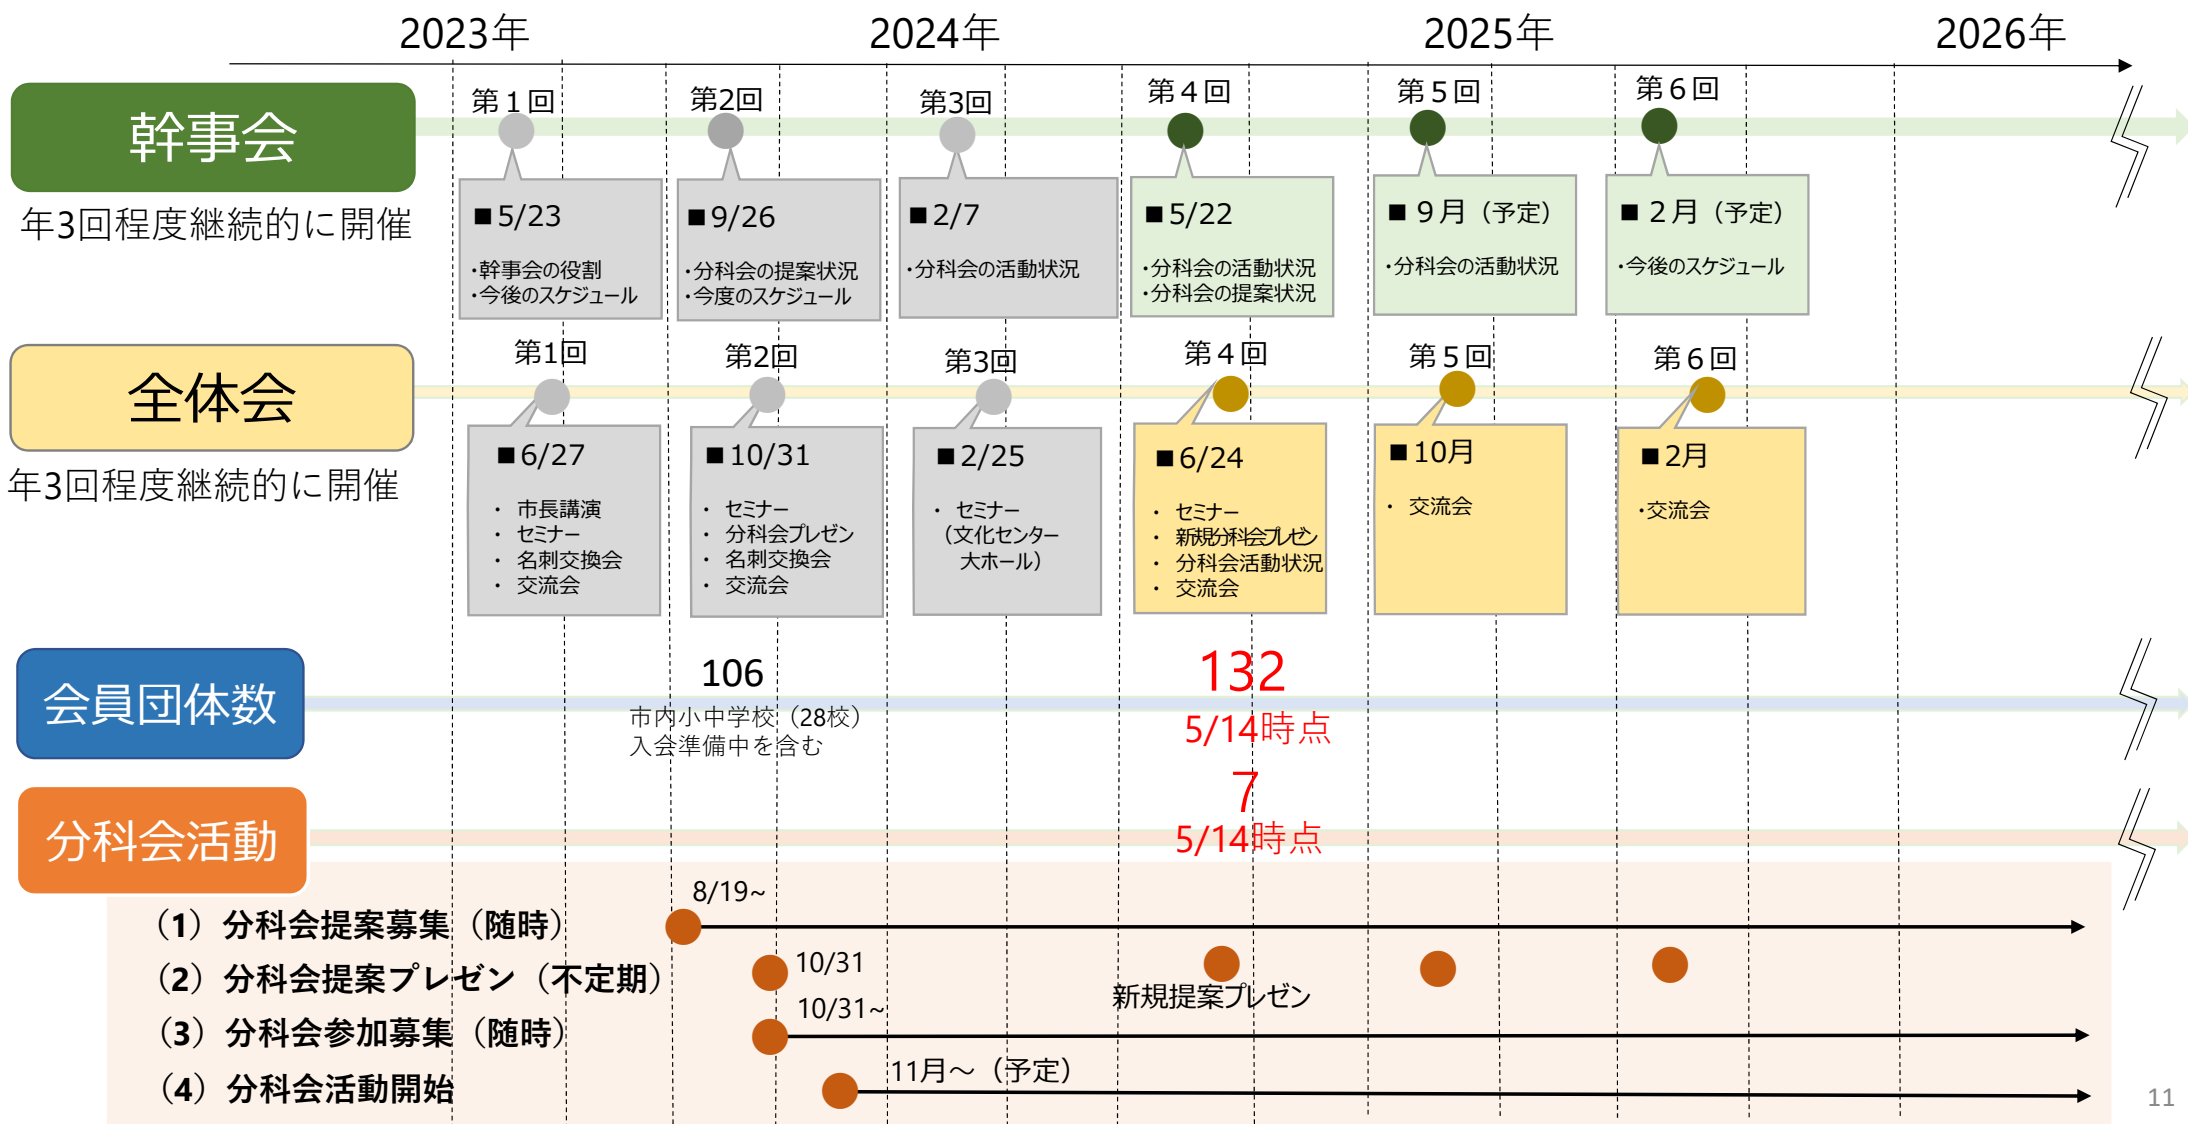 2023年
2024年
2025年
2026年
幹事会
年3回程度継続的に開催
第1回
第2回
第3回
第4回
第5回
第6回
■5/23
・幹事会の役割
・今後のスケジュール
■9/26
・分科会の提案状況
・今度のスケジュール
■2/7
・分科会の活動状況
■5/22
・分科会の活動状況
・分科会の提案状況
■9月（予定）
・分科会の活動状況
■2月（予定）
・今後のスケジュール
全体会
年3回程度継続的に開催
第1回
第2回
第3回
第4回
第5回
第6回
■6/27
・ 市長講演
・ セミナー
・ 名刺交換会
・ 交流会
■10/31
・ セミナー
・ 分科会プレゼン
・ 名刺交換会
・ 交流会
■2/25
・ セミナー
（文化センター
大ホール）
■6/24
・ セミナー
・ 新規分科会プレゼン
・ 分科会活動状況
・ 交流会
■10月
・ 交流会
■2月
・交流会
会員団体数
106
市内小中学校（28校）
入会準備中を含む
132
5/14時点
分科会活動
7
5/14時点
（1）分科会提案募集（随時）
8/19~
（2）分科会提案プレゼン（不定期）
10/31
新規提案プレゼン
（3）分科会参加募集（随時）
10/31~
（4）分科会活動開始
11月～（予定）
11